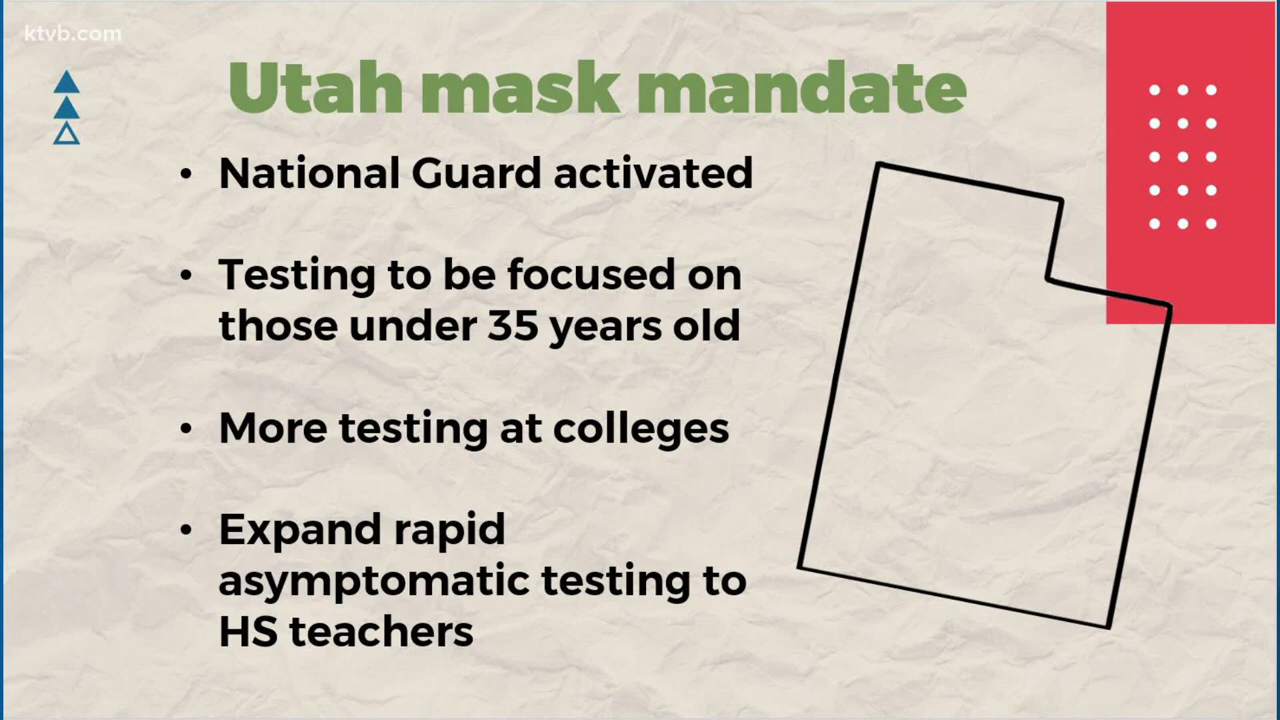 ktvb.com
Utah mask mandate
• National Guard activated
• Testing to be focused on
those under 35 years old
• More testing at colleges
• Expand rapid
asymptomatic testing to
HS teachers